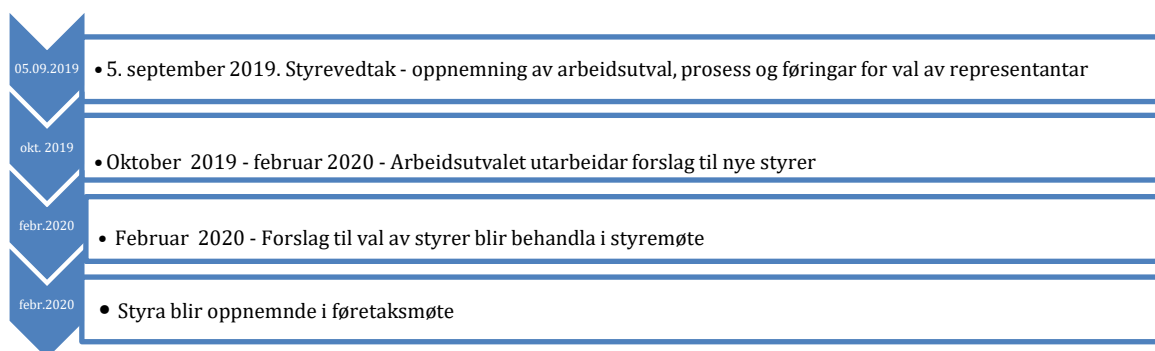 05.09.2019
• 5. september 2019. Styrevedtak - oppnemning av arbeidsutval, prosess og føringar for val av representantar
okt. 2019
• Oktober 2019 - februar 2020 - Arbeidsutvalet utarbeidar forslag til nye styrer
febr.2020
• Februar 2020 - Forslag til val av styrer blir behandla i styremøte
febr.2020
• Styra blir oppnemnde i føretaksmøte